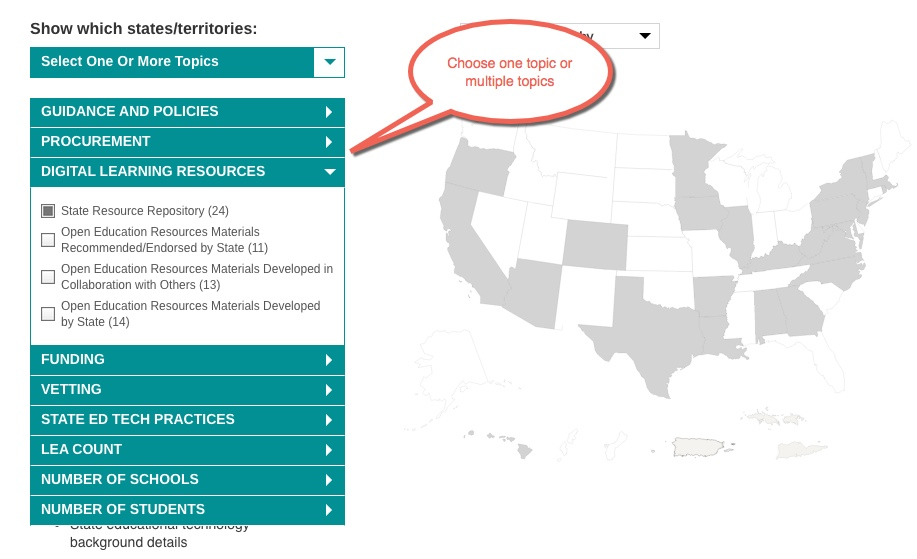 Show which states/territories:
Select One Or More Topics
by
Choose one topic or
multiple topics
GUIDANCE AND POLICIES
PROCUREMENT
DIGITAL LEARNING RESOURCES
State Resource Repository (24)
Open Education Resources Materials
Recommended/Endorsed by State (11)
Open Education Resources Materials Developed in
Collaboration with Others (13)
Open Education Resources Materials Developed
by State (14)
FUNDING
VETTING
STATE ED TECH PRACTICES
LEA COUNT
NUMBER OF SCHOOLS
NUMBER OF STUDENTS
State educational technology
background details